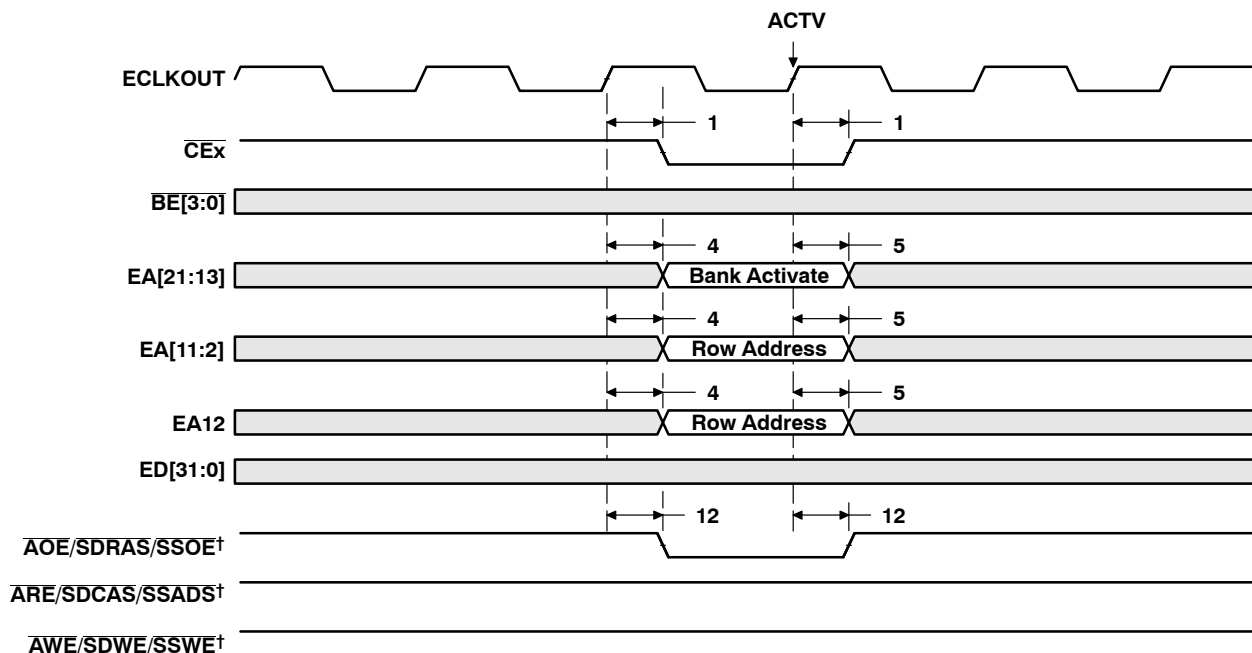 ACTV
ECLKOUT
1 1
CEx
BE[3:0]
4 5
EA[21:13] Bank Activate
4 5
EA[11:2] Row Address
4 5
EA12 Row Address
ED[31:0]
12 12
AOE/SDRAS/SSOE†
ARE/SDCAS/SSADS†
AWE/SDWE/SSWE†